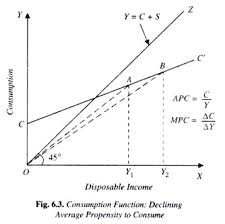 Y
Z
Y = C + S
C'
B
A
APC = C/Y
MPC = ΔC/ΔY
Consumption
C
45°
O
Y₁
Y₂
X
Disposable Income
Fig. 6.3. Consumption Function: Declining
Average Propensity to Consume